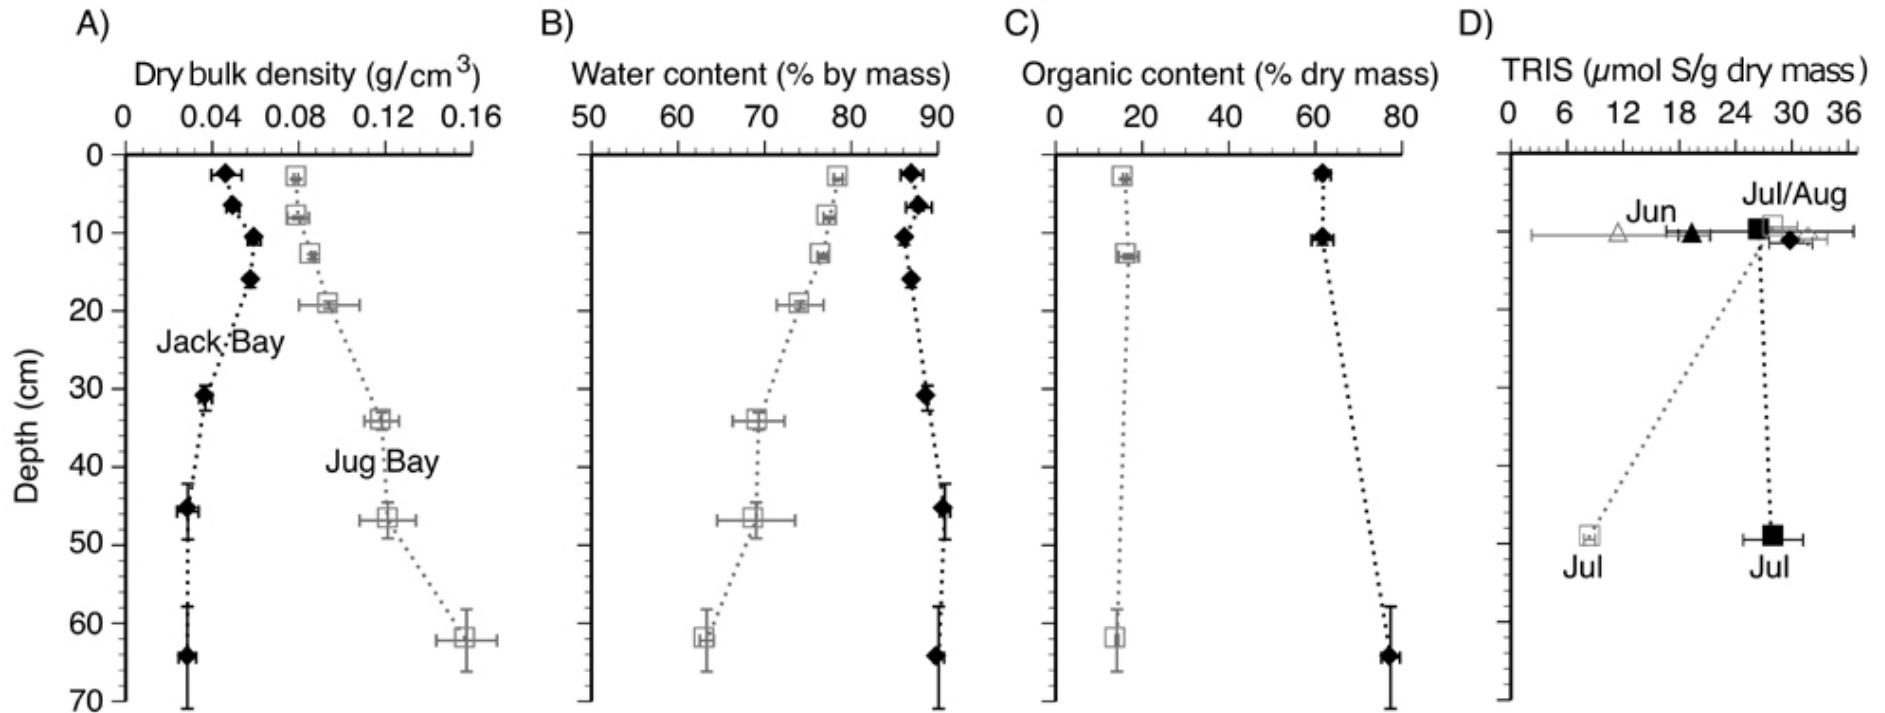 A)
B)
C)
D)
Dry bulk density (g/cm³)
Water content (% by mass)
Organic content (% dry mass)
TRIS (µmol S/g dry mass)
0 0.04 0.08 0.12 0.16
50 60 70 80 90
0 20 40 60 80
0 6 12 18 24 30 36
0
10
20
30
40
50
60
70
Depth (cm)
Jack Bay
Jug Bay
Jun
Jul/Aug
Jul
Jul